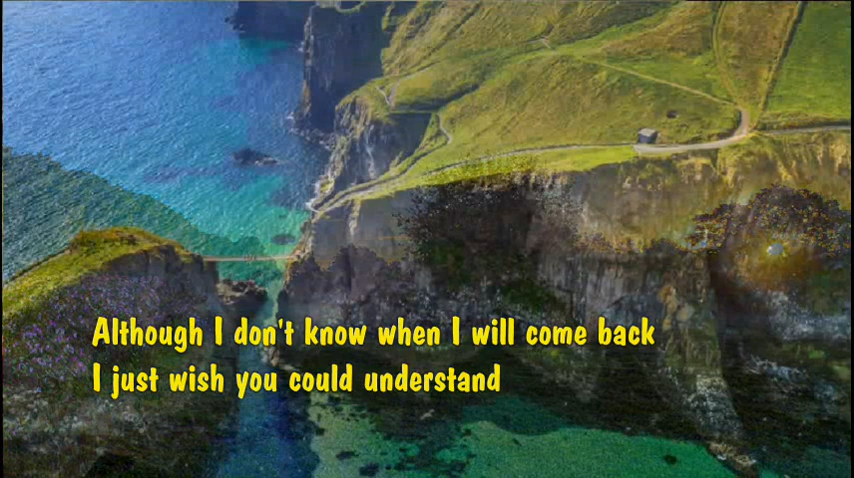 Although I don't know when I will come back
I just wish you could understand